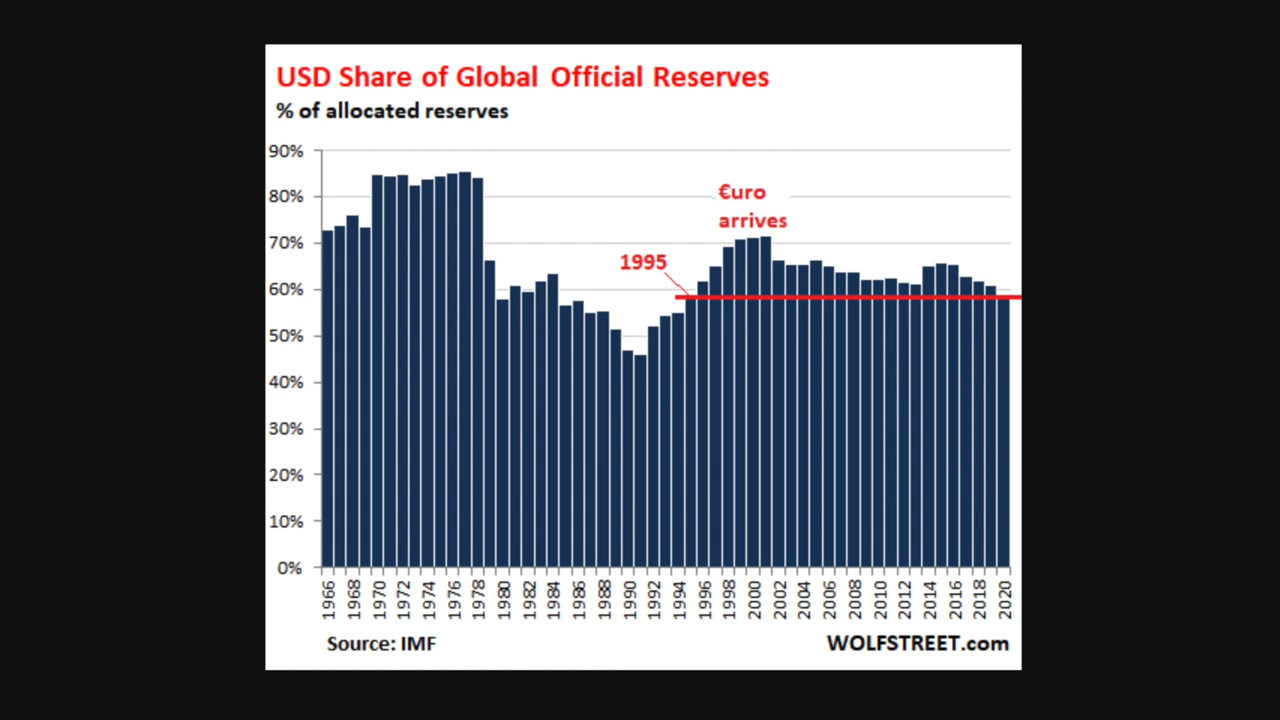 USD Share of Global Official Reserves
% of allocated reserves
90%
80%
70%
60%
50%
40%
30%
20%
10%
0%
€uro
arrives
1995
1966 1968 1970 1972 1974 1976 1978 1980 1982 1984 1986 1988 1990 1992 1994 1996 1998 2000 2002 2004 2006 2008 2010 2012 2014 2016 2018 2020
Source: IMF WOLFSTREET.com